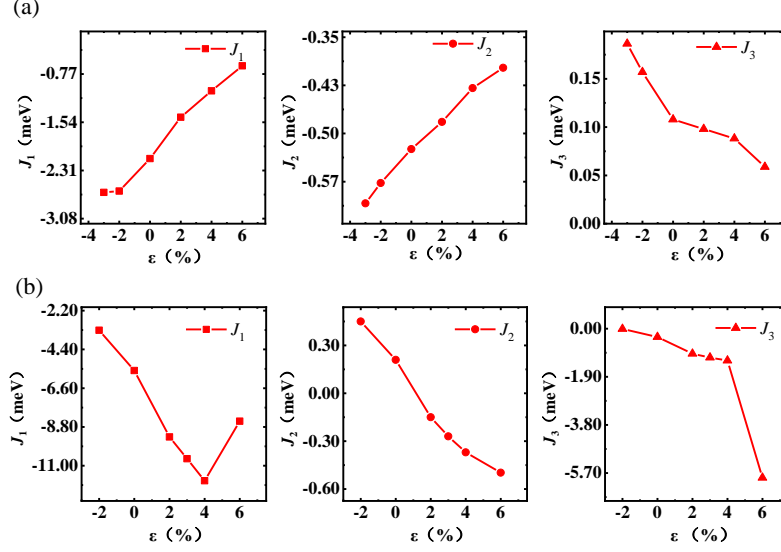 (a)
J1
-0.77
-1.54
-2.31
-3.08
J1 (meV)
-4 -2 0 2 4 6
ε (%)
J2
-0.35
-0.43
-0.50
-0.57
J2 (meV)
-4 -2 0 2 4 6
ε (%)
J3
0.15
0.10
0.05
0.00
J3 (meV)
-4 -2 0 2 4 6
ε (%)
(b)
J1
-2.20
-4.40
-6.60
-8.80
-11.00
J1 (meV)
-2 0 2 4 6
ε (%)
J2
0.30
0.00
-0.30
-0.60
J2 (meV)
-2 0 2 4 6
ε (%)
J3
0.00
-1.90
-3.80
-5.70
J3 (meV)
-2 0 2 4 6
ε (%)